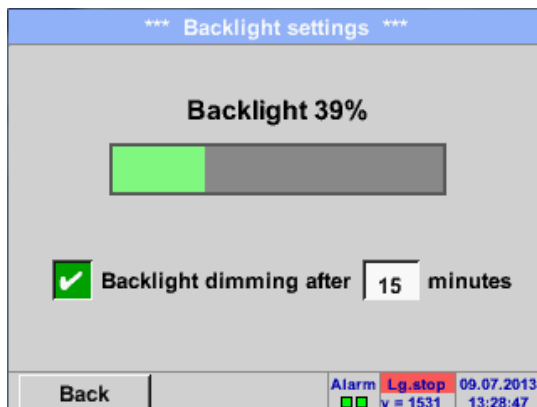 *** Backlight settings ***
Backlight 39%
Backlight dimming after 15 minutes
Back
Alarm Lg.stop 09.07.2013
v = 1531 13:28:47